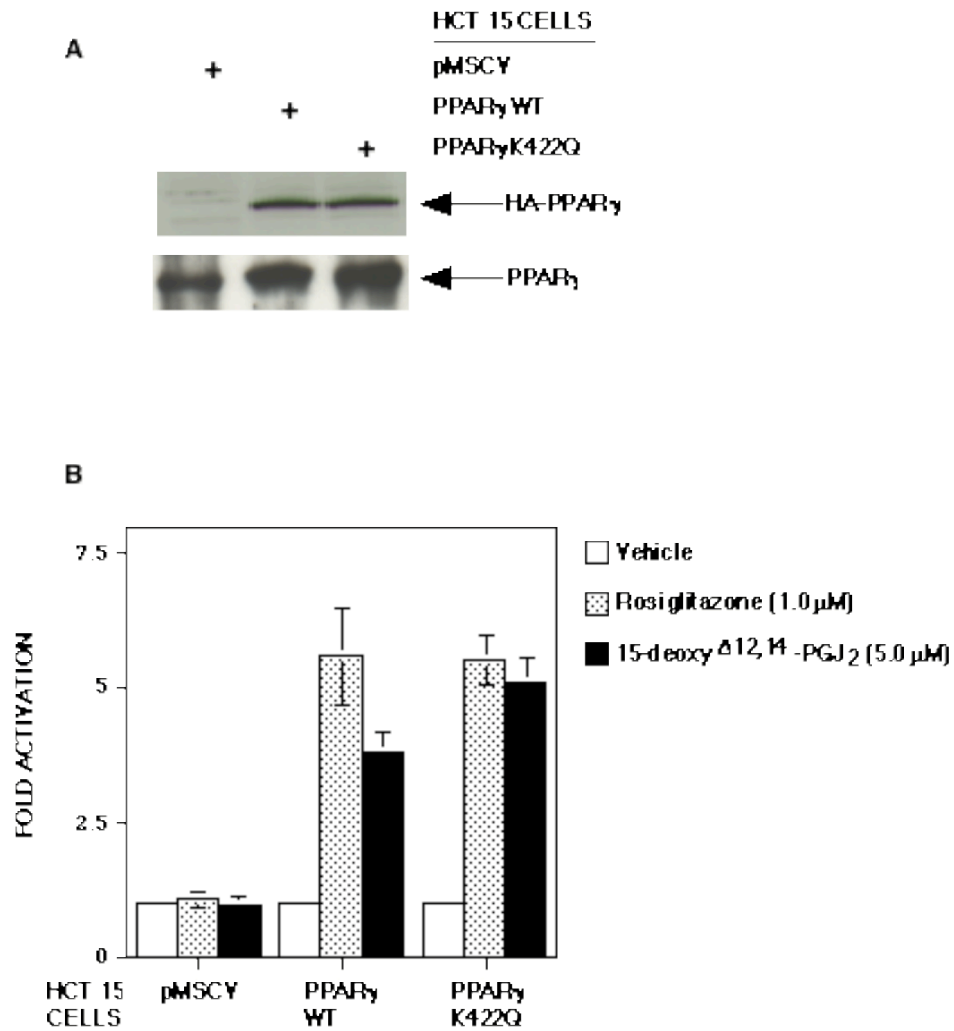 HCT 15 CELLS
A
+
pMSCV
+
PPARγ WT
+
PPARγ K422Q
HA-PPARγ
PPARγ
B
7.5
5
2.5
0
FOLD ACTIVATION
Vehicle
Rosiglitazone (1.0 μM)
15-deoxy Δ12,14 -PGJ2 (5.0 μM)
HCT 15 CELLS
pMSCV
PPARγ WT
PPARγ K422Q